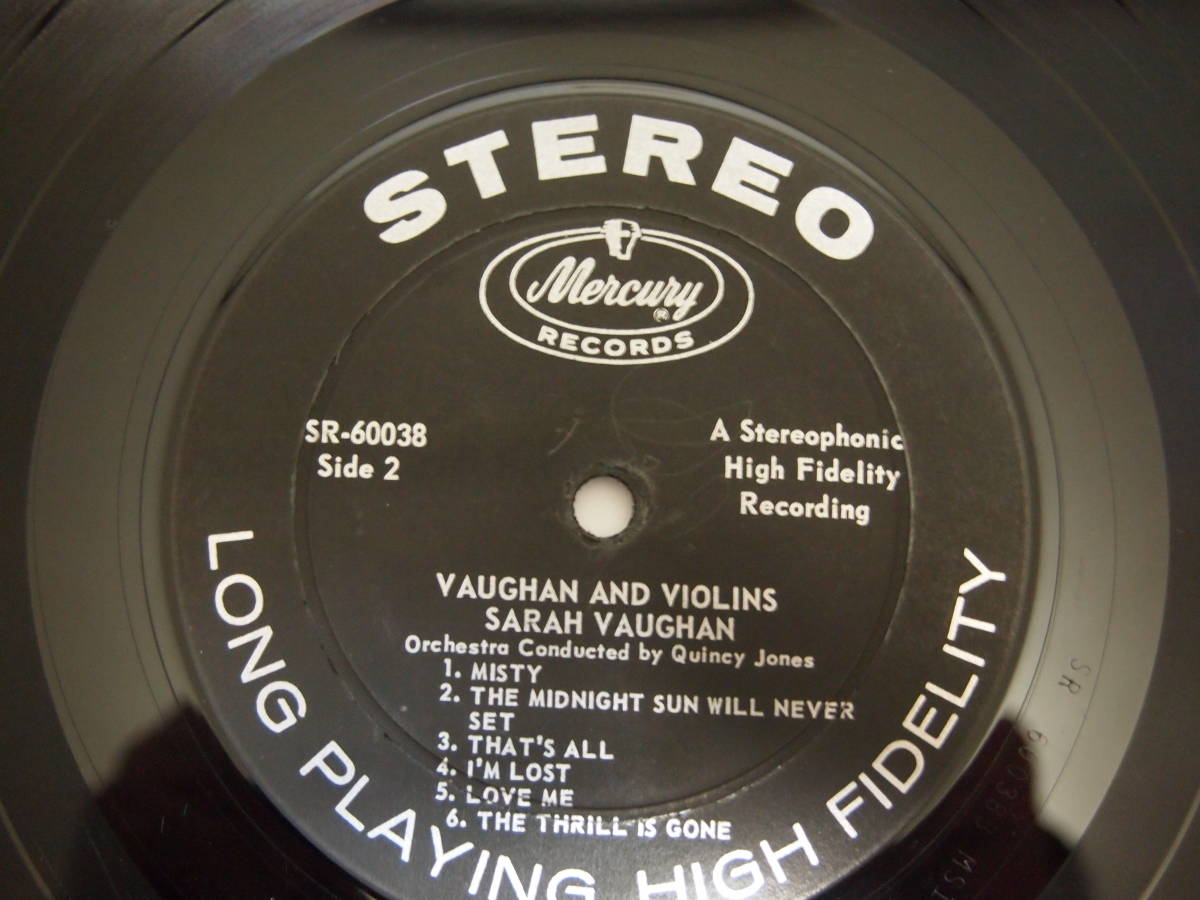 STEREO
Mercury
®
RECORDS
SR-60038
Side 2
A Stereophonic
High Fidelity
Recording
VAUGHAN AND VIOLINS
SARAH VAUGHAN
Orchestra Conducted by Quincy Jones
1. MISTY
2. THE MIDNIGHT SUN WILL NEVER
SET
3. THAT'S ALL
4. I'M LOST
5. LOVE ME
6. THE THRILL IS GONE
LONG PLAYING HIGH FIDELITY
SR